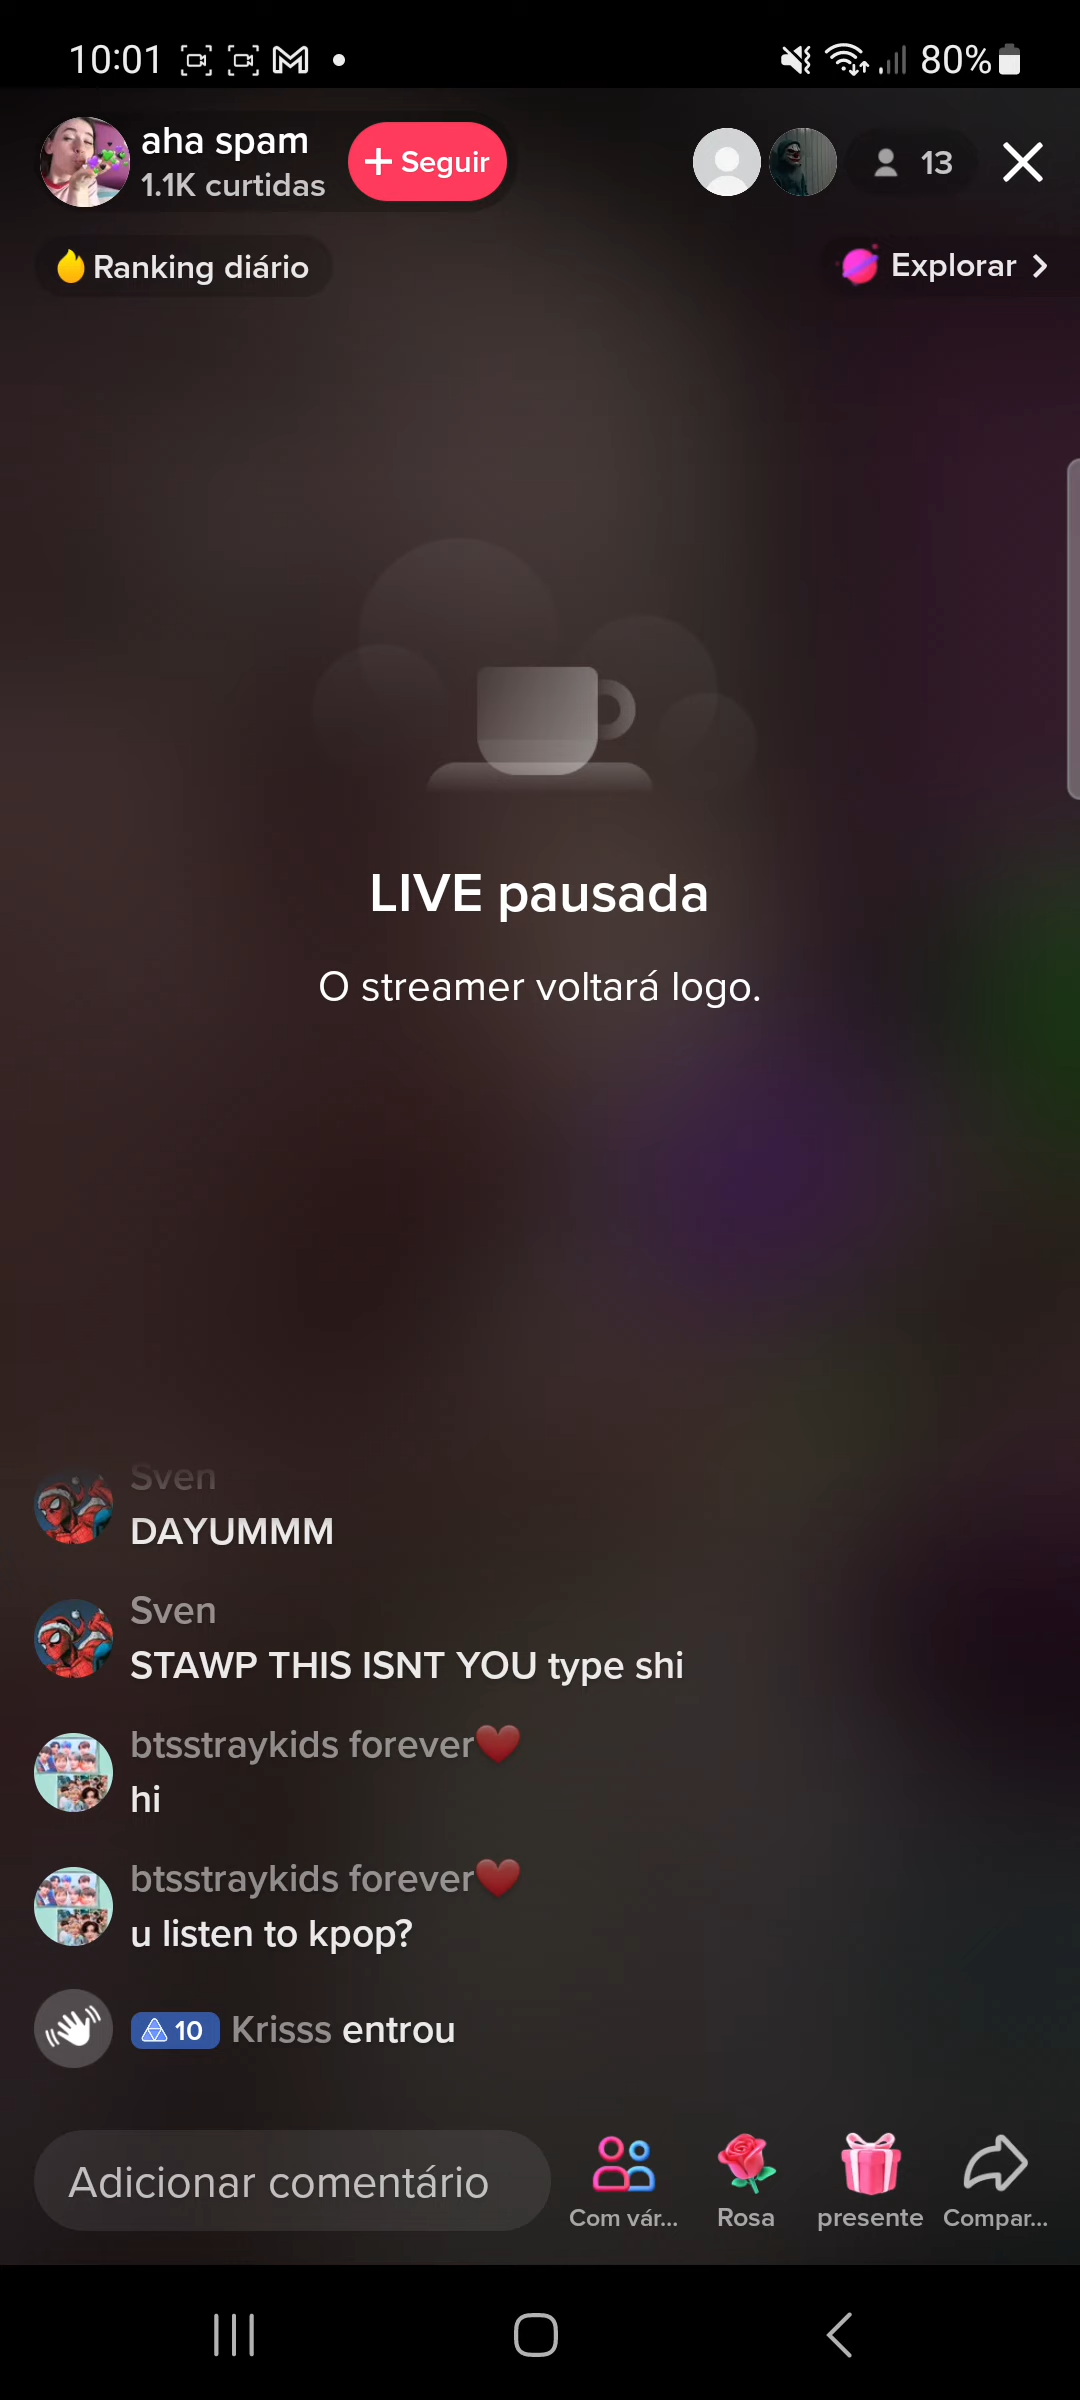 10:01
80%
aha spam
1.1K curtidas
+ Seguir
13
Ranking diário
Explorar
LIVE pausada
O streamer voltará logo.
Sven
DAYUMMM
Sven
STAWP THIS ISNT YOU type shi
btsstraykids forever❤️
hi
btsstraykids forever❤️
u listen to kpop?
10 Krisss entrou
Adicionar comentário
Com vár...
Rosa
presente
Compar...